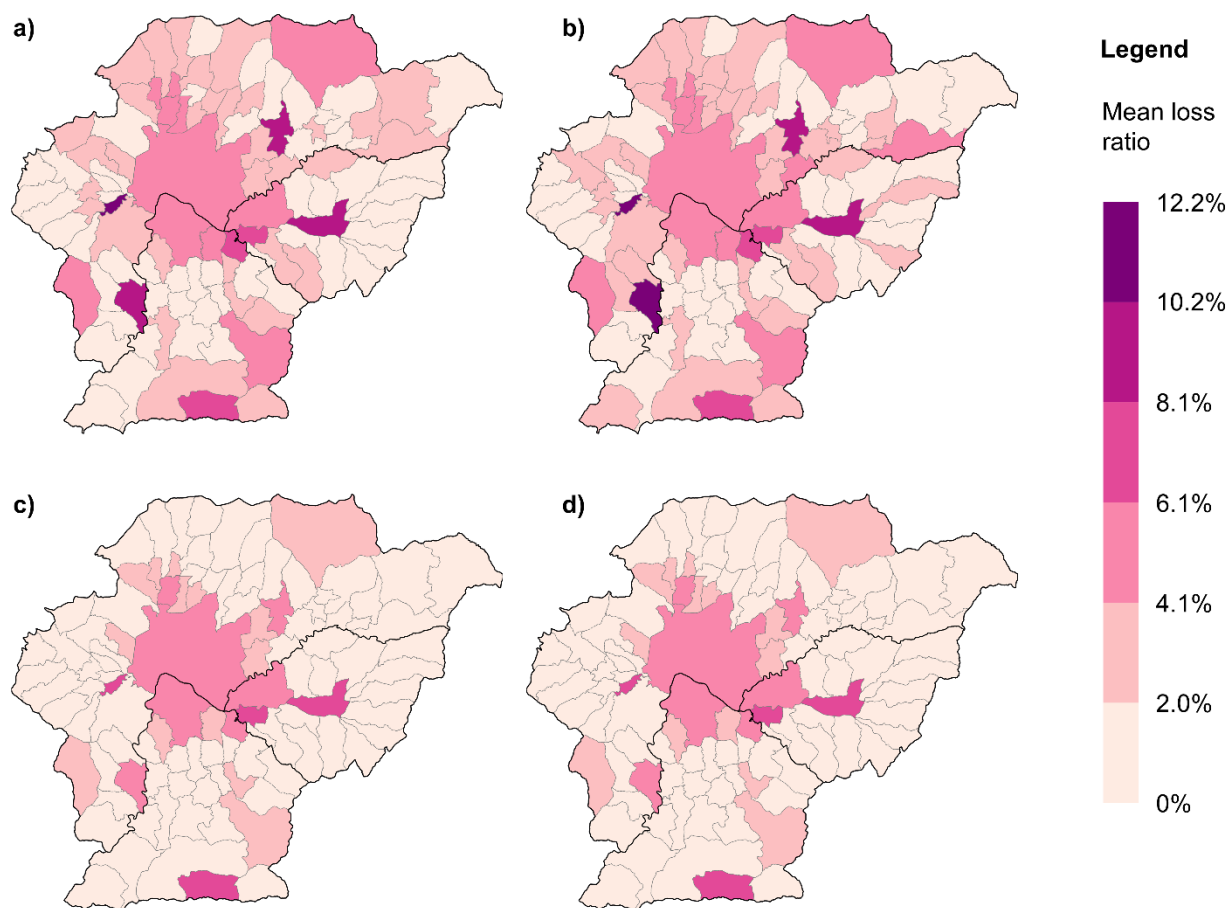 a)
b)
c)
d)
Legend
Mean loss
ratio
12.2%
10.2%
8.1%
6.1%
4.1%
2.0%
0%